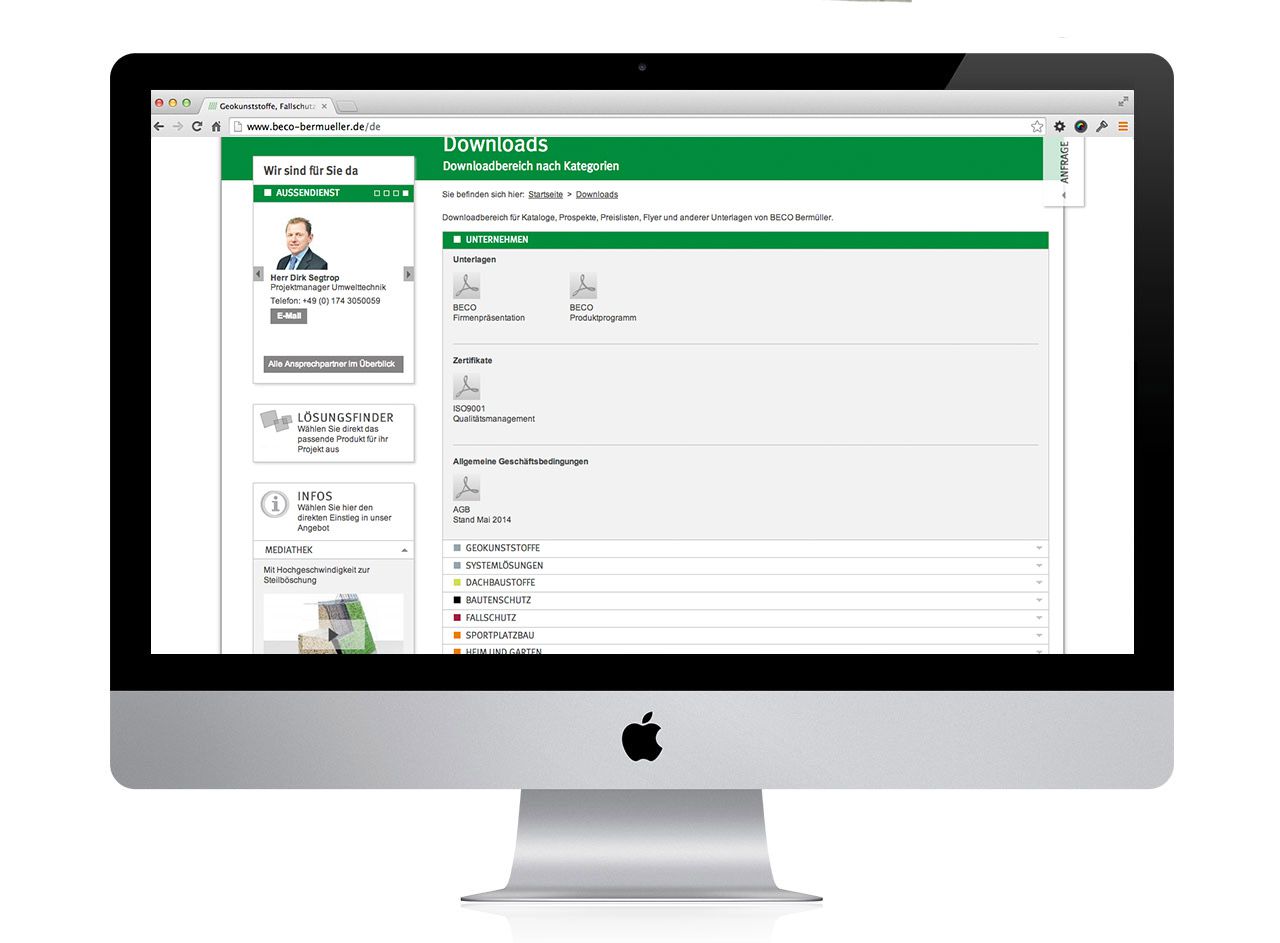 Geokunststoffe, Fallschutz
www.beco-bermueller.de/de
Downloads
Downloadbereich nach Kategorien
ANFRAGE
Wir sind für Sie da
AUSSENDIENST
Herr Dirk Segtrop
Projektmanager Umwelttechnik
Telefon: +49 (0) 174 3050059
E-Mail
Alle Ansprechpartner im Überblick
LÖSUNGSFINDER
Wählen Sie direkt das
passende Produkt für ihr
Projekt aus
INFOS
Wählen Sie hier den
direkten Einstieg in unser
Angebot
MEDIATHEK
Mit Hochgeschwindigkeit zur
Steilböschung
Sie befinden sich hier: Startseite > Downloads
Downloadbereich für Kataloge, Prospekte, Preislisten, Flyer und anderer Unterlagen von BECO Bermüller.
UNTERNEHMEN
Unterlagen
BECO
Firmenpräsentation
BECO
Produktprogramm
Zertifikate
ISO9001
Qualitätsmanagement
Allgemeine Geschäftsbedingungen
AGB
Stand Mai 2014
GEOKUNSTSTOFFE
SYSTEMLÖSUNGEN
DACHBAUSTOFFE
BAUTENSCHUTZ
FALLSCHUTZ
SPORTPLATZBAU
HEIM UND GARTEN